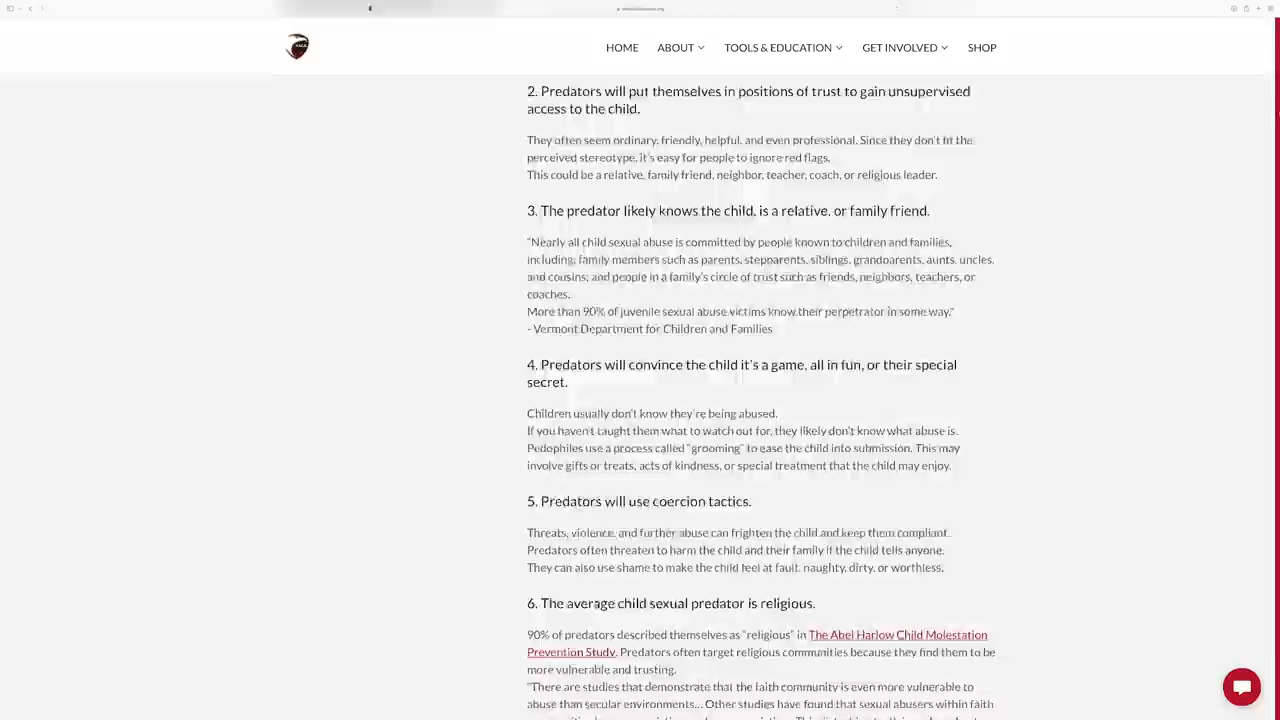 HOME ABOUT TOOLS & EDUCATION GET INVOLVED SHOP
2. Predators will put themselves in positions of trust to gain unsupervised
access to the child.
They often seem ordinary, friendly, helpful, and even professional. Since they don't fit the
perceived stereotype, it's easy for people to ignore red flags.
This could be a relative, family friend, neighbor, teacher, coach, or religious leader.
3. The predator likely knows the child, is a relative, or family friend.
"Nearly all child sexual abuse is committed by people known to children and families,
including: family members such as parents, stepparents, siblings, grandparents, aunts, uncles,
and cousins; and people in a family's circle of trust such as friends, neighbors, teachers, or
coaches.
More than 90% of juvenile sexual abuse victims know their perpetrator in some way."
- Vermont Department for Children and Families
4. Predators will convince the child it's a game, all in fun, or their special
secret.
Children usually don't know they're being abused.
If you haven't taught them what to watch out for, they likely don't know what abuse is.
Pedophiles use a process called "grooming" to ease the child into submission. This may
involve gifts or treats, acts of kindness, or special treatment that the child may enjoy.
5. Predators will use coercion tactics.
Threats, violence, and further abuse can frighten the child and keep them compliant.
Predators often threaten to harm the child and their family if the child tells anyone.
They can also use shame to make the child feel at fault, naughty, dirty, or worthless.
6. The average child sexual predator is religious.
90% of predators described themselves as "religious" in The Abel Harlow Child Molestation
Prevention Study. Predators often target religious communities because they find them to be
more vulnerable and trusting.
"There are studies that demonstrate that the faith community is even more vulnerable to
abuse than secular environments... Other studies have found that sexual abusers within faith